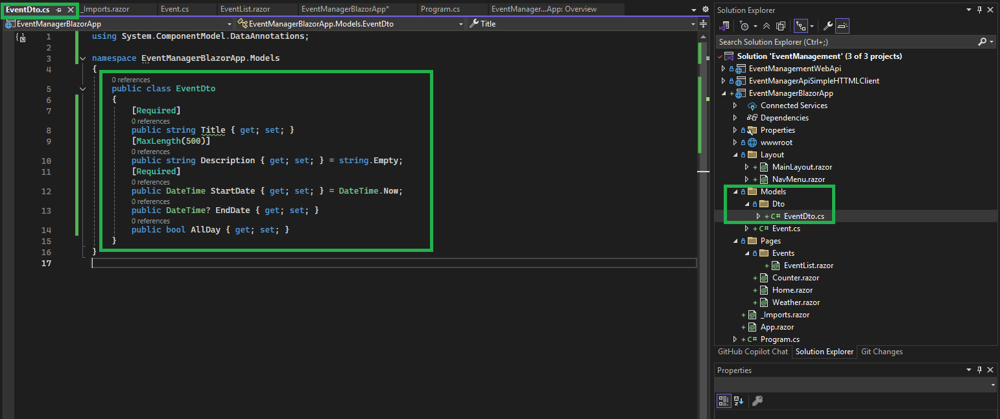 EventDto.cs
_Imports.razor
Event.cs
EventList.razor
EventManagerBlazorApp*
Program.cs
EventManager...App: Overview
EventManagerBlazorApp
EventManagerBlazorApp.Models.EventDto
Title
1 using System.ComponentModel.DataAnnotations;
2
3 namespace EventManagerBlazorApp.Models
4 {
0 references
5 public class EventDto
6 {
7 [Required]
0 references
8 public string Title { get; set; }
9 [MaxLength(500)]
0 references
10 public string Description { get; set; } = string.Empty;
11 [Required]
0 references
12 public DateTime StartDate { get; set; } = DateTime.Now;
0 references
13 public DateTime? EndDate { get; set; }
0 references
14 public bool AllDay { get; set; }
15 }
16 }
17
Solution Explorer
Search Solution Explorer (Ctrl+;)
Solution 'EventManagement' (3 of 3 projects)
EventManagementWebApi
EventManagerApiSimpleHTTMLClient
EventManagerBlazorApp
Connected Services
Dependencies
Properties
wwwroot
Layout
MainLayout.razor
NavMenu.razor
Models
Dto
C# EventDto.cs
C# Event.cs
Pages
Events
EventList.razor
Counter.razor
Home.razor
Weather.razor
_Imports.razor
App.razor
C# Program.cs
GitHub Copilot Chat
Solution Explorer
Git Changes
Properties